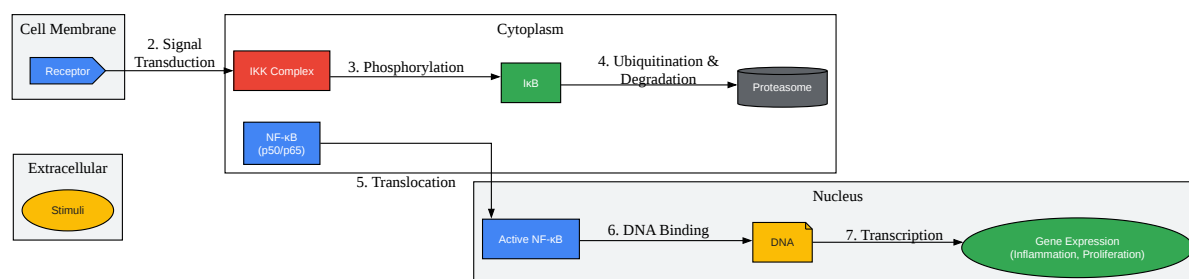 Cell Membrane
Receptor
2. Signal
Transduction
Cytoplasm
IKK Complex
3. Phosphorylation
IκB
4. Ubiquitination &
Degradation
Proteasome
NF-κB
(p50/p65)
Extracellular
Stimuli
5. Translocation
Nucleus
Active NF-κB
6. DNA Binding
DNA
7. Transcription
Gene Expression
(Inflammation, Proliferation)